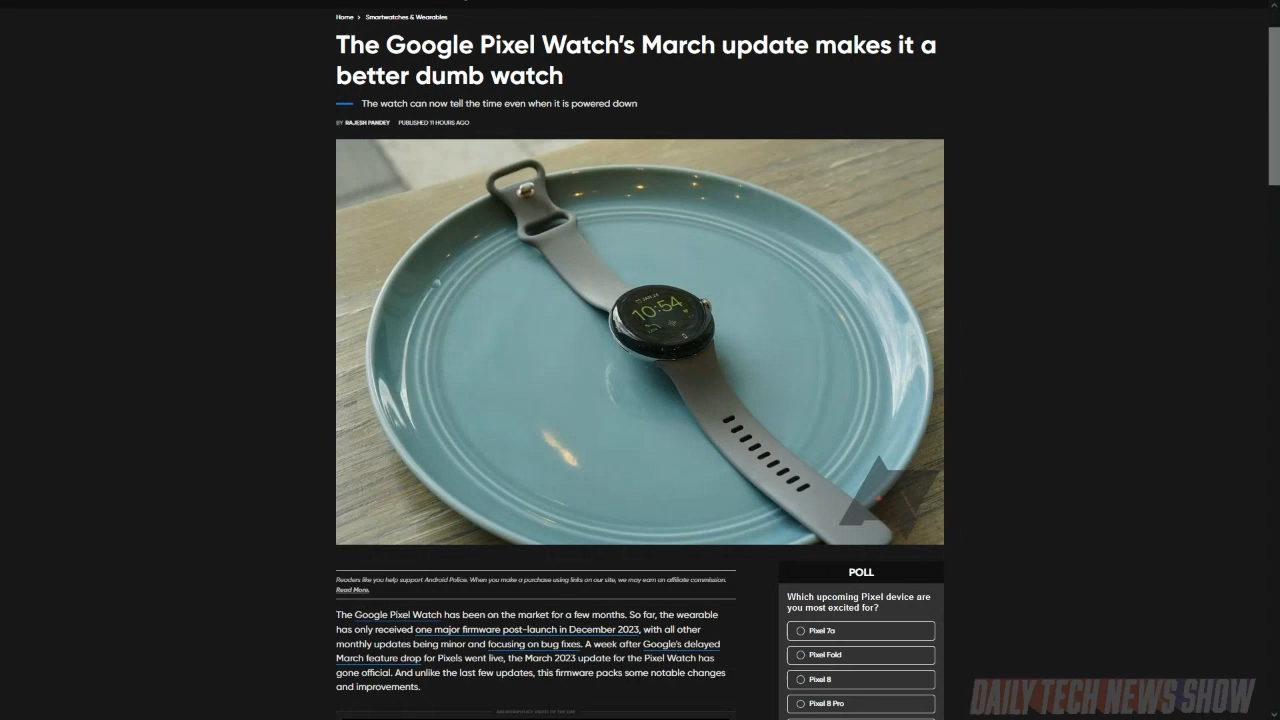 Home > Smartwatches & Wearables
The Google Pixel Watch's March update makes it a
better dumb watch
The watch can now tell the time even when it is powered down
BY RAJESH PANDEY PUBLISHED 11 HOURS AGO
10:54
Readers like you help support Android Police. When you make a purchase using links on our site, we may earn an affiliate commission.
Read More.
The Google Pixel Watch has been on the market for a few months. So far, the wearable
has only received one major firmware post-launch in December 2023, with all other
monthly updates being minor and focusing on bug fixes. A week after Google's delayed
March feature drop for Pixels went live, the March 2023 update for the Pixel Watch has
gone official. And unlike the last few updates, this firmware packs some notable changes
and improvements.
POLL
Which upcoming Pixel device are
you most excited for?
Pixel 7a
Pixel Fold
Pixel 8
Pixel 8 Pro
DAILY TECH NEWS SHOW